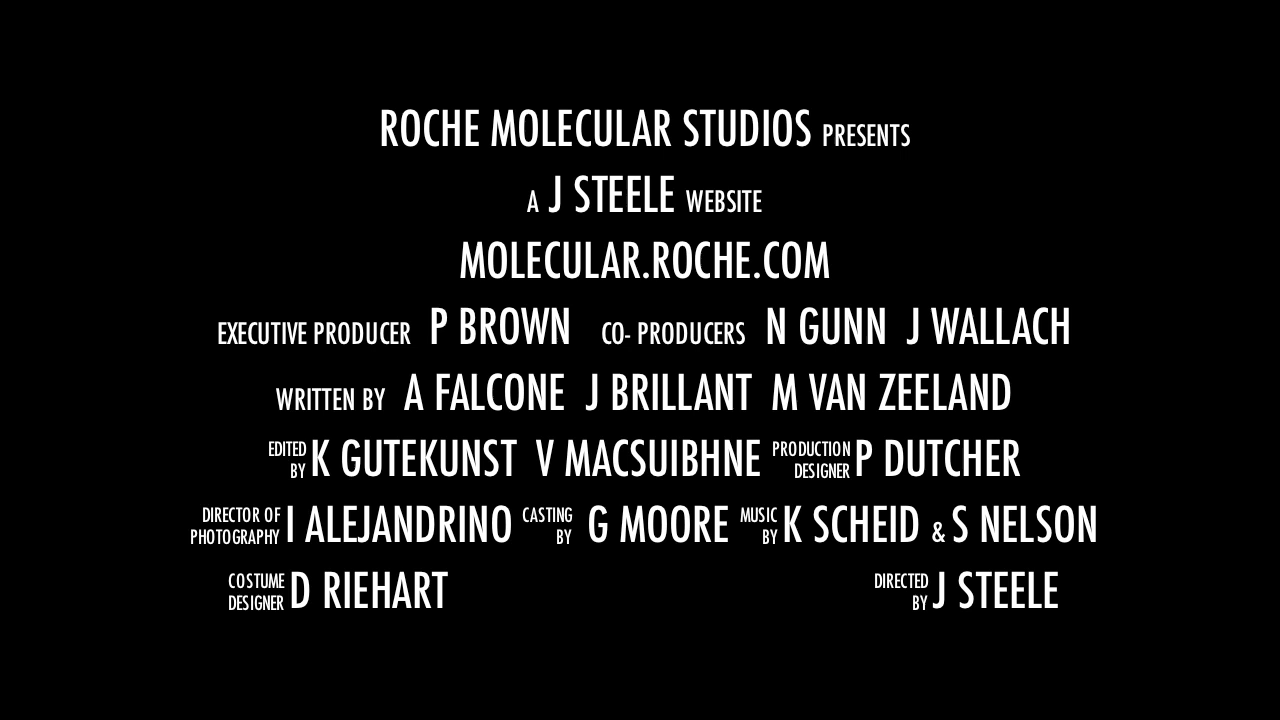 ROCHE MOLECULAR STUDIOS PRESENTS
A J STEELE WEBSITE
MOLECULAR.ROCHE.COM
EXECUTIVE PRODUCER P BROWN CO- PRODUCERS N GUNN J WALLACH
WRITTEN BY A FALCONE J BRILLANT M VAN ZEELAND
EDITED BY K GUTEKUNST V MACSUIBHNE PRODUCTION DESIGNER P DUTCHER
DIRECTOR OF PHOTOGRAPHY I ALEJANDRINO CASTING BY G MOORE MUSIC BY K SCHEID & S NELSON
COSTUME DESIGNER D RIEHART DIRECTED BY J STEELE